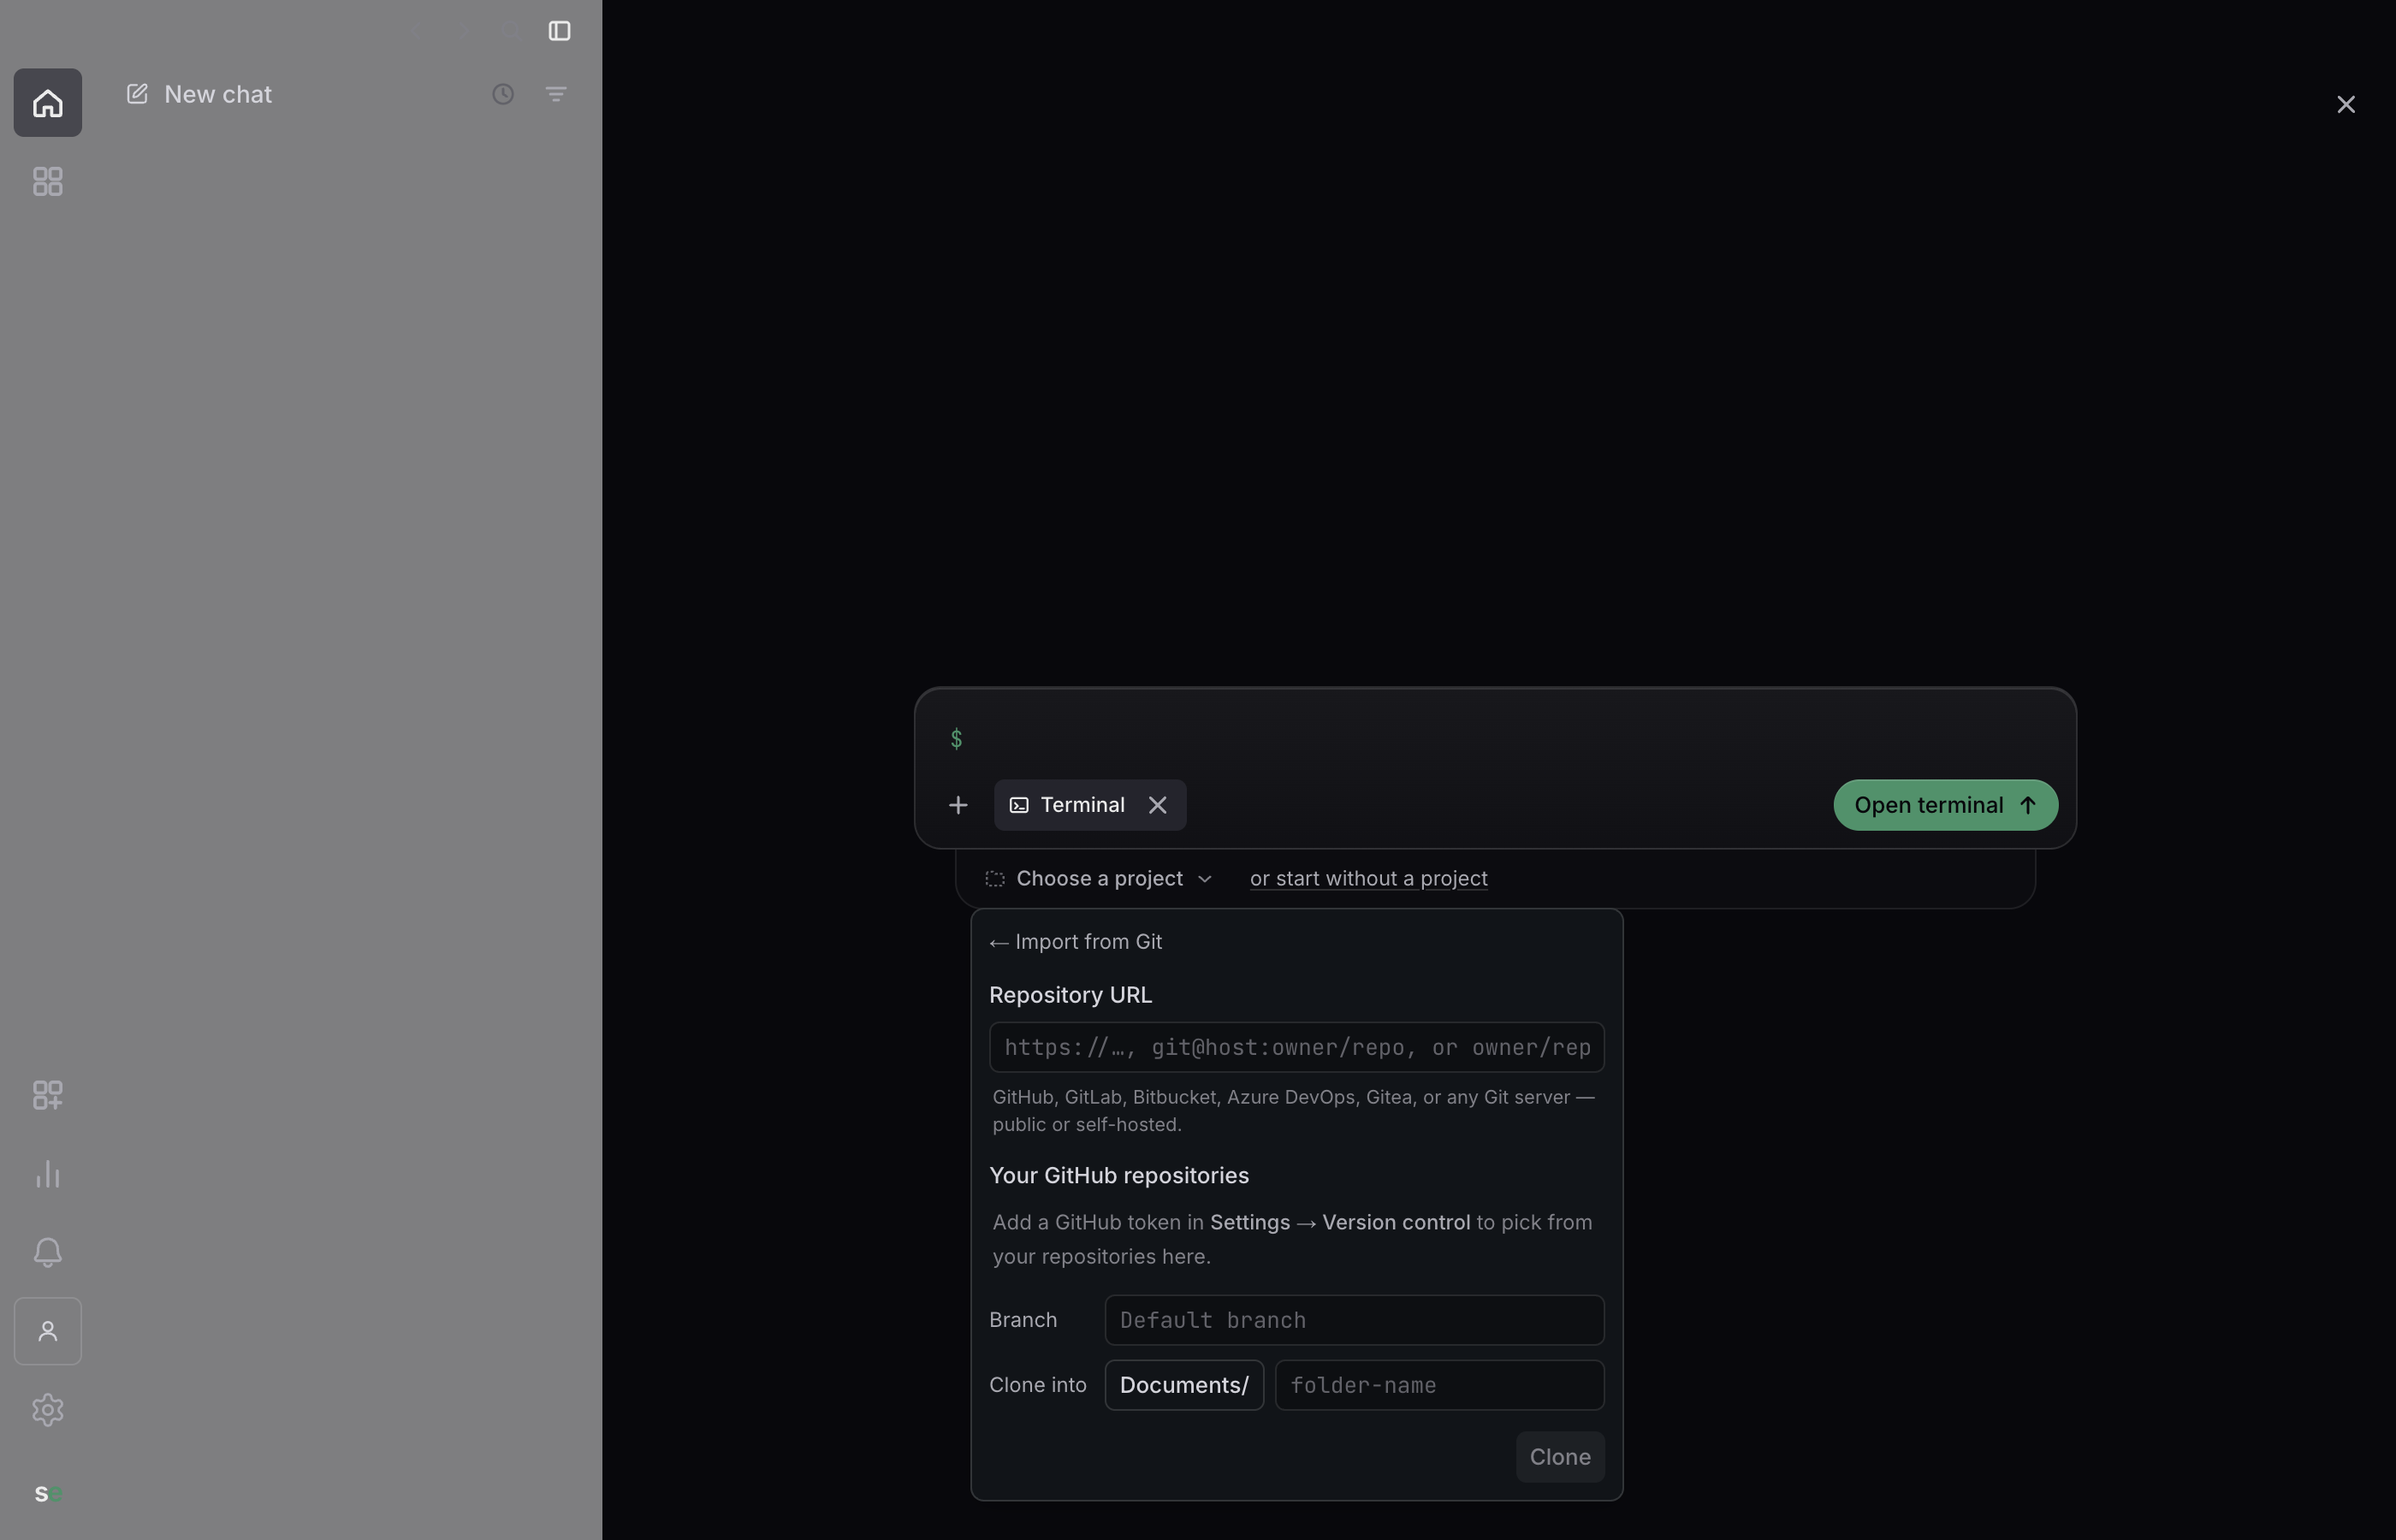 New chat
$
Terminal
Open terminal
Choose a project
or start without a project
← Import from Git
Repository URL
https://…, git@host:owner/repo, or owner/rep
GitHub, GitLab, Bitbucket, Azure DevOps, Gitea, or any Git server —
public or self-hosted.
Your GitHub repositories
Add a GitHub token in Settings → Version control to pick from
your repositories here.
Branch
Default branch
Clone into
Documents/
folder-name
Clone
se